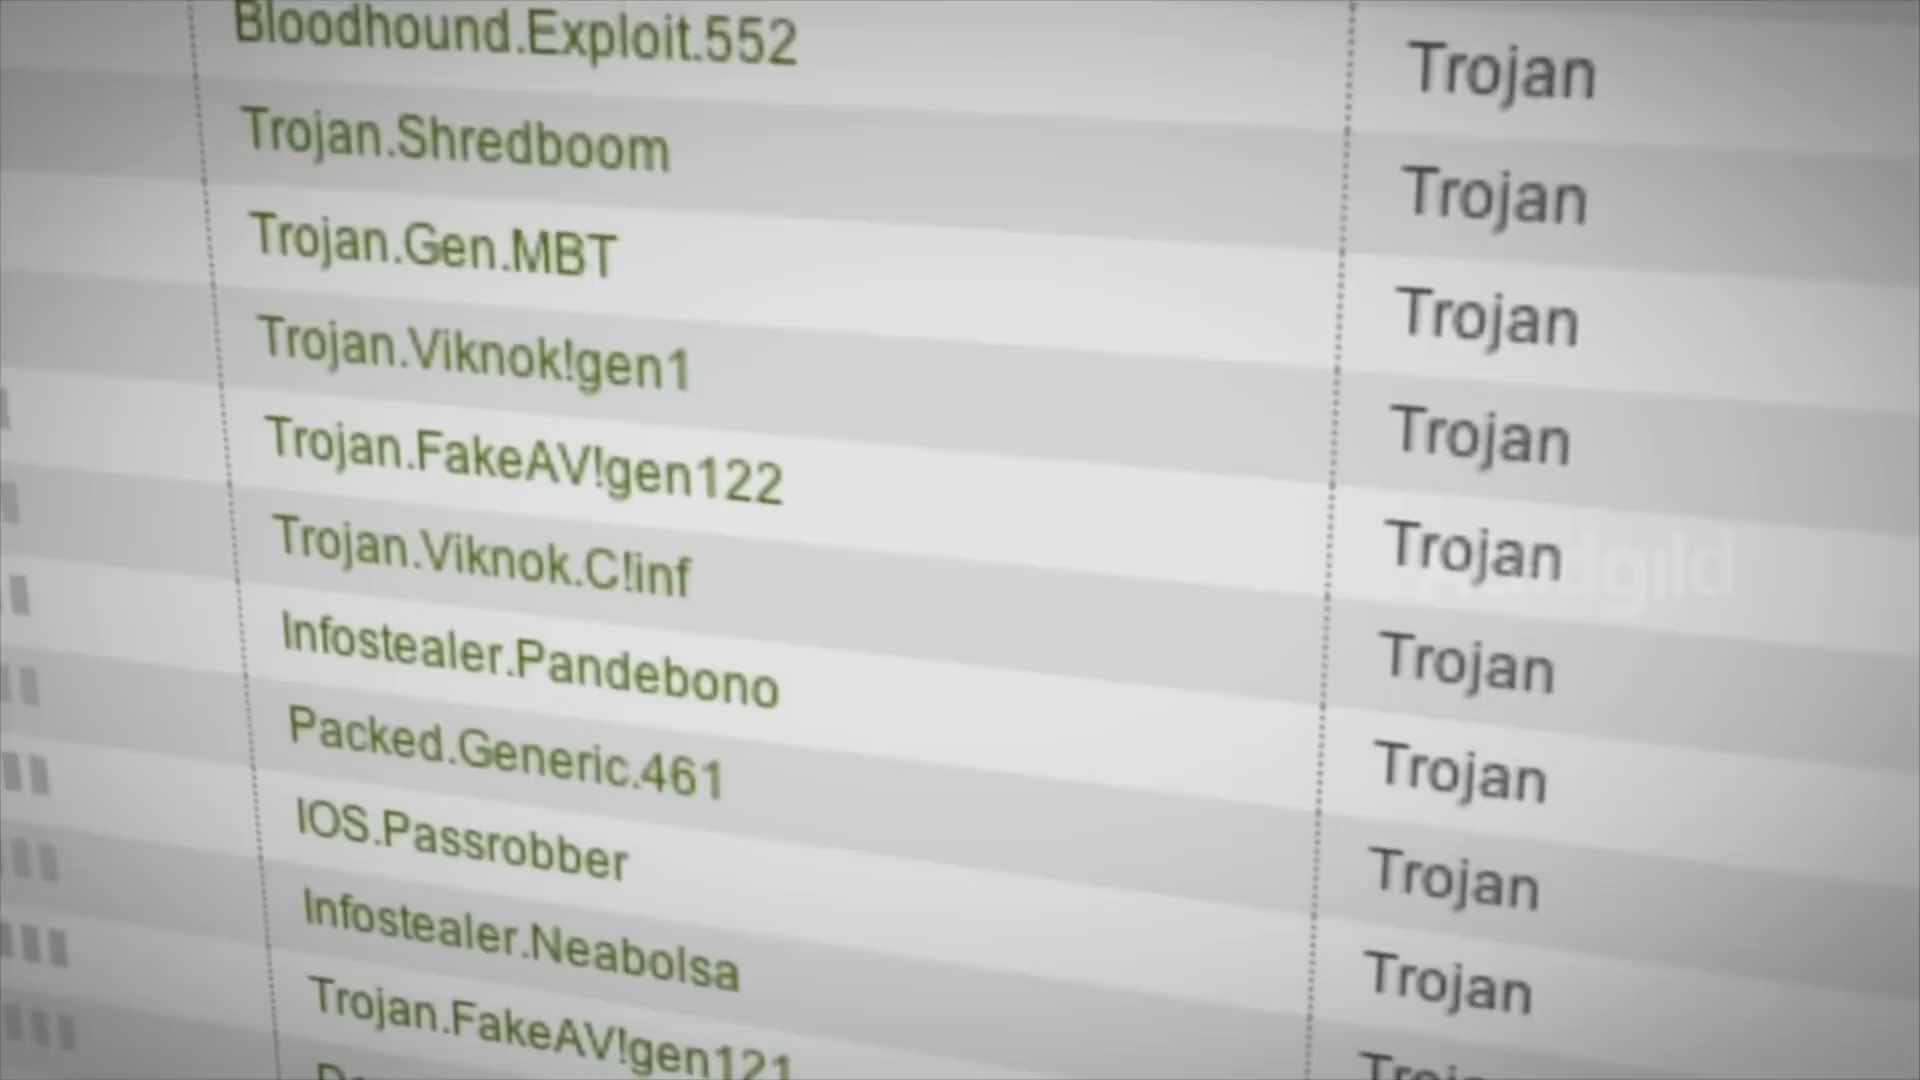 Bloodhound.Exploit.552 Trojan
Trojan.Shredboom Trojan
Trojan.Gen.MBT Trojan
Trojan.Viknok!gen1 Trojan
Trojan.FakeAV!gen122 Trojan
Trojan.Viknok.C!inf Trojan
Infostealer.Pandebono Trojan
Packed.Generic.461 Trojan
IOS.Passrobber Trojan
Infostealer.Neabolsa Trojan
Trojan.FakeAV!gen121